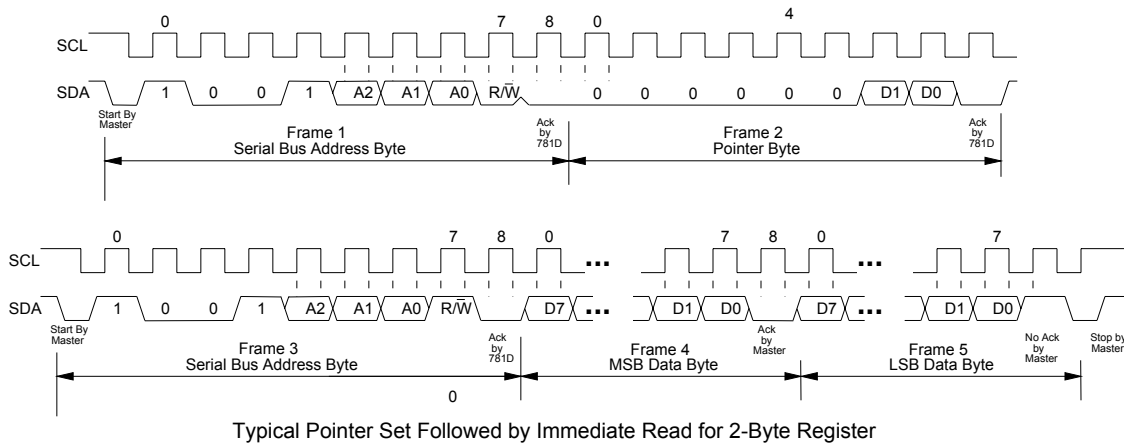 0 7 8 0 4
SCL
SDA 1 0 0 1 A2 A1 A0 R/W̅ 0 0 0 0 0 0 D1 D0
Start By Master
Ack by 781D
Ack by 781D
Frame 1
Serial Bus Address Byte
Frame 2
Pointer Byte
0 7 8 0 7 8 0 7
SCL ... ...
SDA 1 0 0 1 A2 A1 A0 R/W̅ D7 ... D1 D0 D7 ... D1 D0
Start By Master
Ack by 781D
Ack by Master
No Ack by Master
Stop by Master
Frame 3
Serial Bus Address Byte
Frame 4
MSB Data Byte
Frame 5
LSB Data Byte
0
Typical Pointer Set Followed by Immediate Read for 2-Byte Register